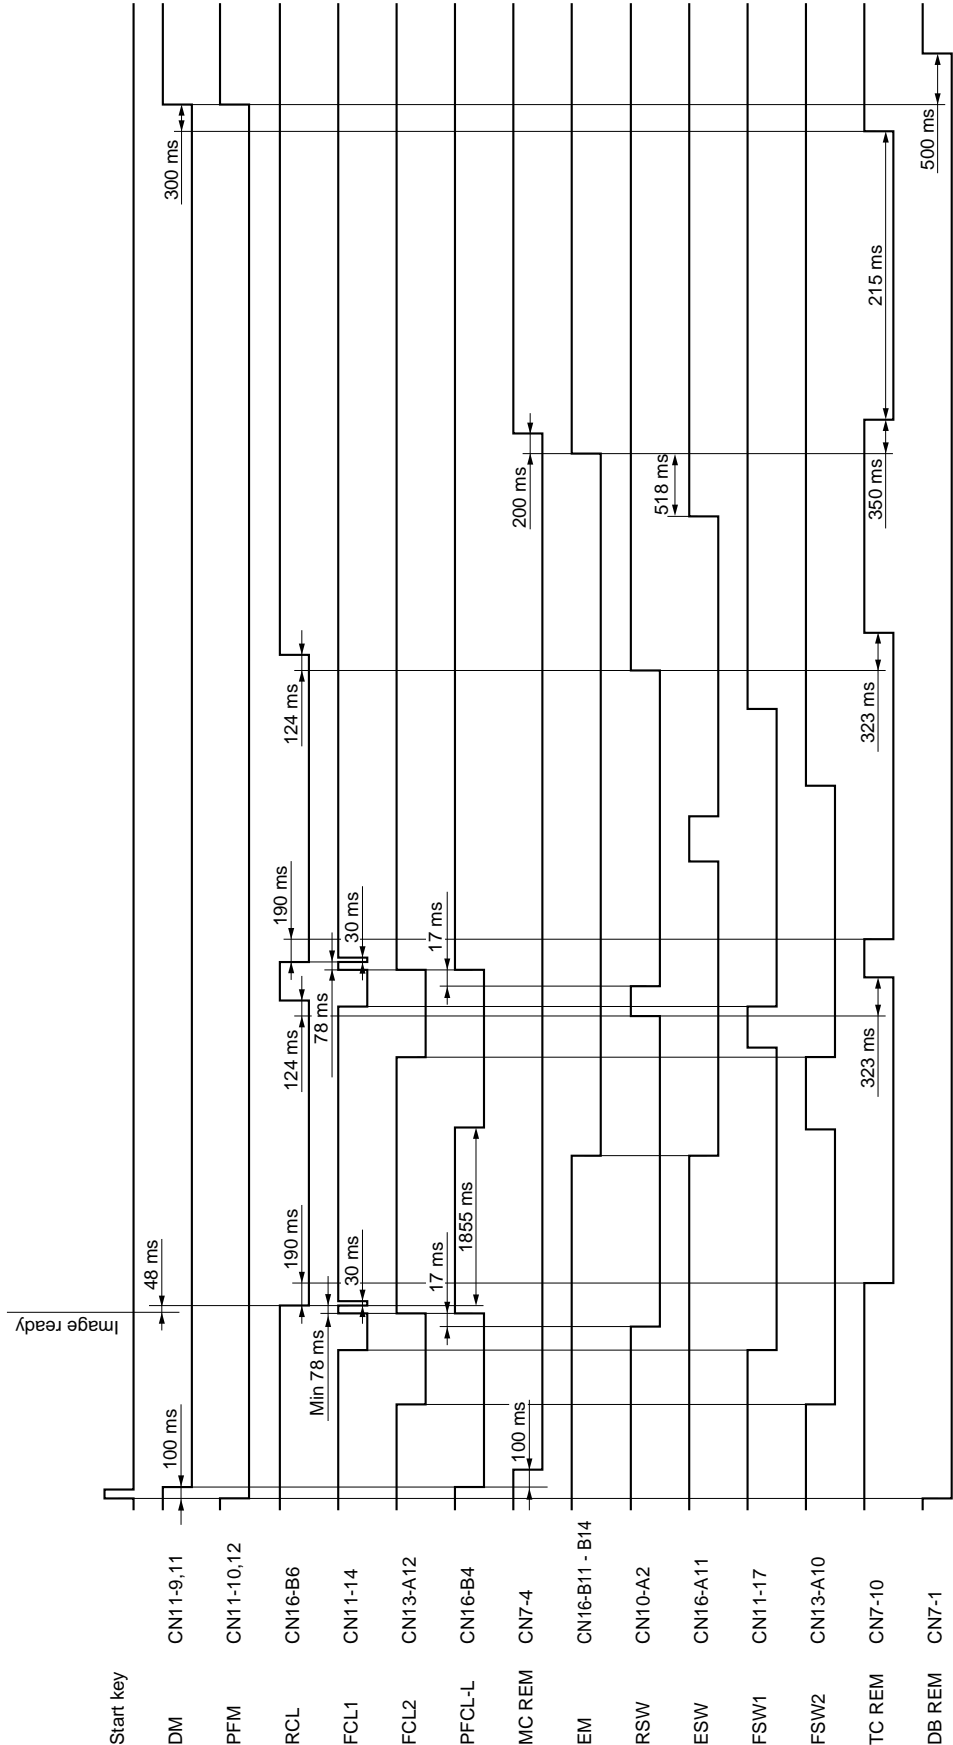 Start key
DM CN11-9,11
PFM CN11-10,12
RCL CN16-B6
FCL1 CN11-14
FCL2 CN13-A12
PFCL-L CN16-B4
MC REM CN7-4
EM CN16-B11 - B14
RSW CN10-A2
ESW CN16-A11
FSW1 CN11-17
FSW2 CN13-A10
TC REM CN7-10
DB REM CN7-1
Image ready
100 ms
48 ms
300 ms
190 ms
124 ms
190 ms
124 ms
Min 78 ms
30 ms
78 ms
30 ms
17 ms
1855 ms
17 ms
100 ms
200 ms
518 ms
323 ms
323 ms
350 ms
215 ms
500 ms